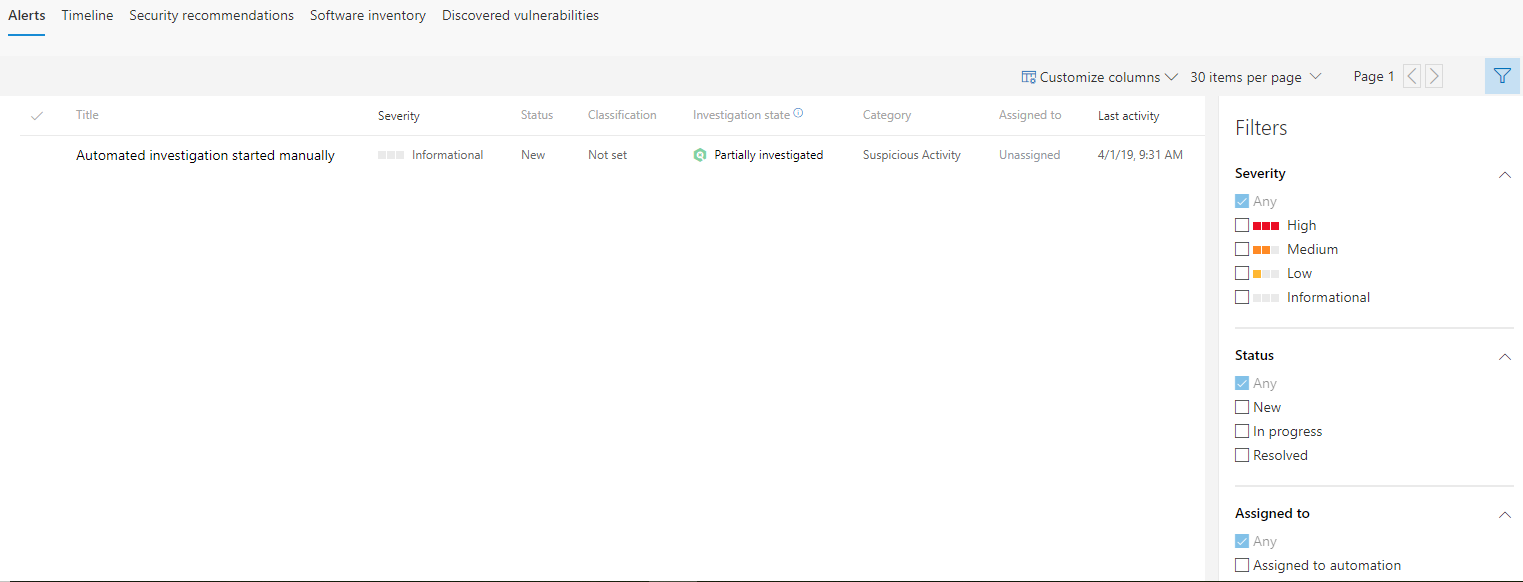 Alerts Timeline Security recommendations Software inventory Discovered vulnerabilities
Customize columns 30 items per page Page 1
Title Severity Status Classification Investigation state Category Assigned to Last activity
Automated investigation started manually Informational New Not set Partially investigated Suspicious Activity Unassigned 4/1/19, 9:31 AM
Filters
Severity
Any
High
Medium
Low
Informational
Status
Any
New
In progress
Resolved
Assigned to
Any
Assigned to automation